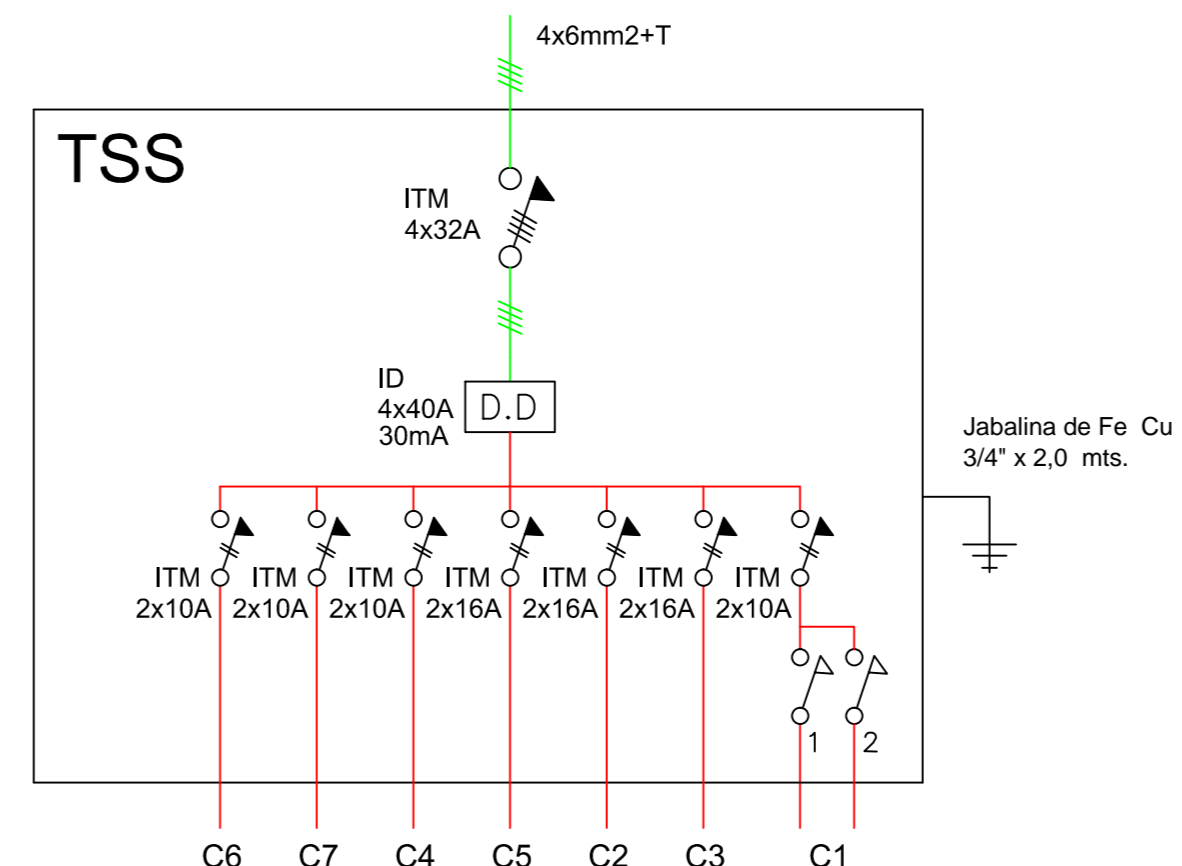 4x6mm2+T
TSS
ITM
4x32A
ID
4x40A
30mA
D.D
Jabalina de Fe Cu
3/4" x 2,0 mts.
ITM ITM ITM ITM ITM ITM ITM
2x10A 2x10A 2x10A 2x16A 2x16A 2x16A 2x10A
1 2
C6 C7 C4 C5 C2 C3 C1